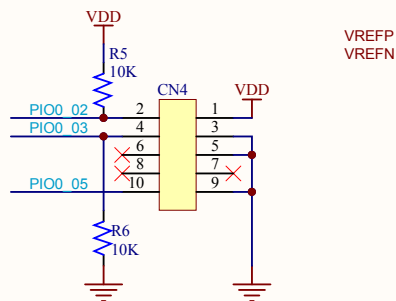 VDD
VREFP
VREFN
R5
10K
CN4
VDD
PIO0_02
2
1
PIO0_03
4
3
6
5
8
7
PIO0_05
10
9
R6
10K